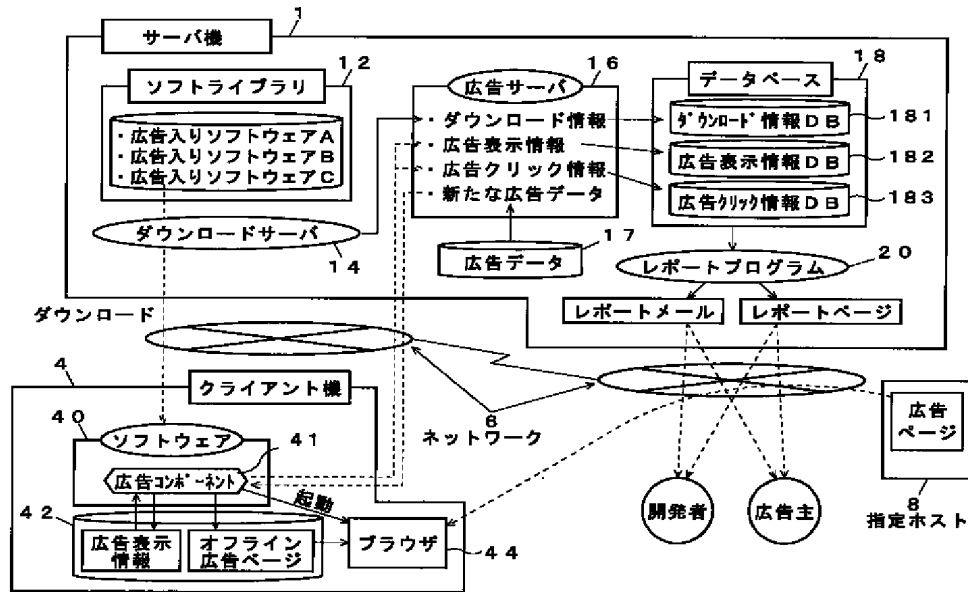 サーバ機
1
ソフトライブラリ
12
・広告入りソフトウェアA
・広告入りソフトウェアB
・広告入りソフトウェアC
ダウンロードサーバ
14
広告サーバ
16
・ダウンロード情報
・広告表示情報
・広告クリック情報
・新たな広告データ
広告データ
17
データベース
18
ﾀﾞｳﾝﾛｰﾄﾞ情報DB
181
広告表示情報DB
182
広告ｸﾘｯｸ情報DB
183
レポートプログラム
20
レポートメール
レポートページ
ダウンロード
6
ネットワーク
4
クライアント機
40
ソフトウェア
41
広告ｺﾝﾎﾟｰﾈﾝﾄ
起動
42
広告表示
情報
オフライン
広告ページ
ブラウザ
44
開発者
広告主
広告
ページ
8
指定ホスト